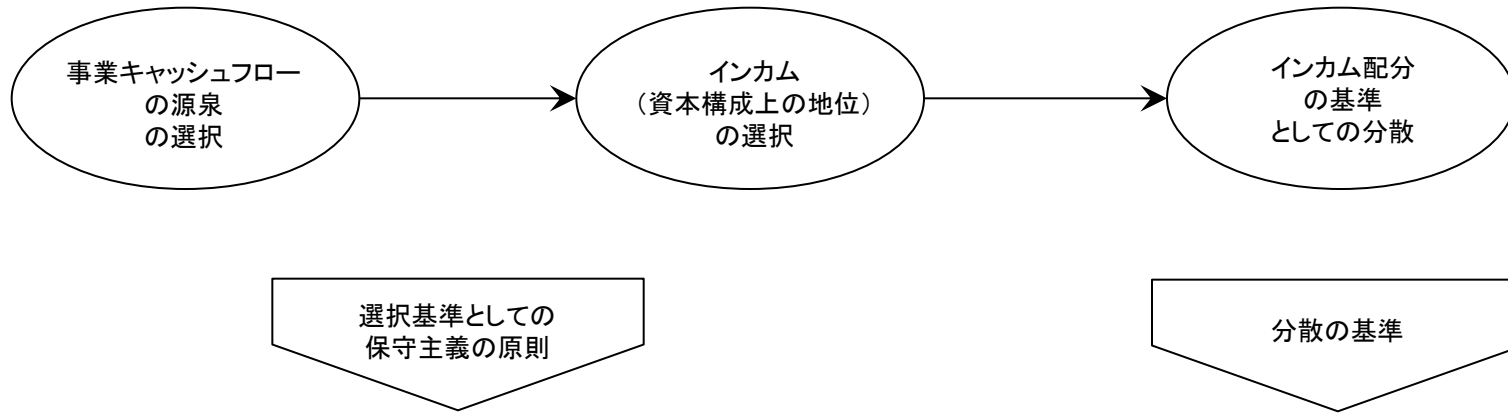 事業キャッシュフロー
の源泉
の選択
インカム
（資本構成上の地位）
の選択
インカム配分
の基準
としての分散
選択基準としての
保守主義の原則
分散の基準